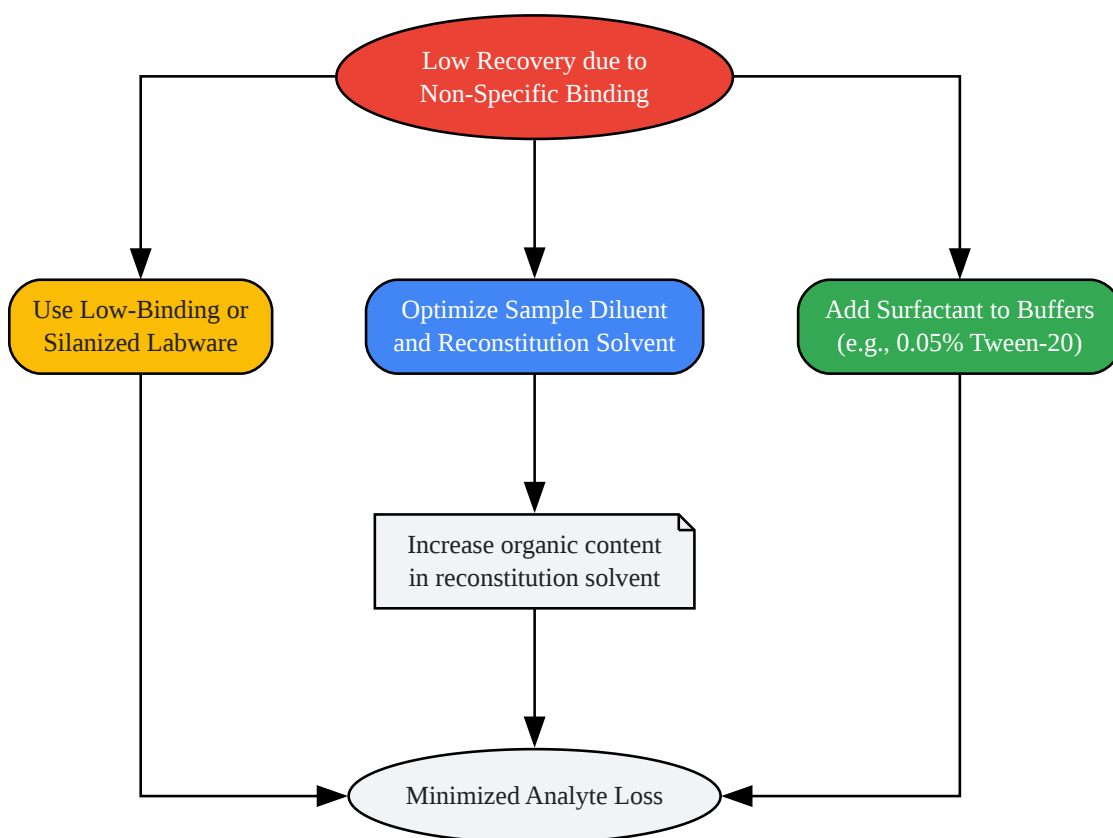 Low Recovery due to
Non-Specific Binding
Use Low-Binding or
Silanized Labware
Optimize Sample Diluent
and Reconstitution Solvent
Add Surfactant to Buffers
(e.g., 0.05% Tween-20)
Increase organic content
in reconstitution solvent
Minimized Analyte Loss